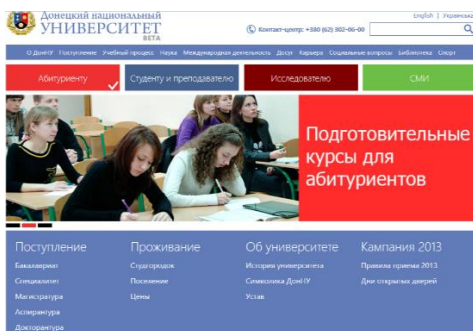 Донецкий национальный
УНИВЕРСИТЕТ
BETA
English | Українська
Контакт-центр: +380 (62) 302-06-00
О ДонНУ Поступление Учебный процесс Наука Международная деятельность Досуг Карьера Социальные вопросы Библиотека Спорт
Абитуриенту Студенту и преподавателю Исследователю СМИ
Подготовительные
курсы для
абитуриентов
Поступление Проживание Об университете Кампания 2013
Бакалавриат Студгородок История университета Правила приема 2013
Специалитет Поселение Символика ДонНУ Дни открытых дверей
Магистратура Цены Устав
Аспирантура
Докторантура